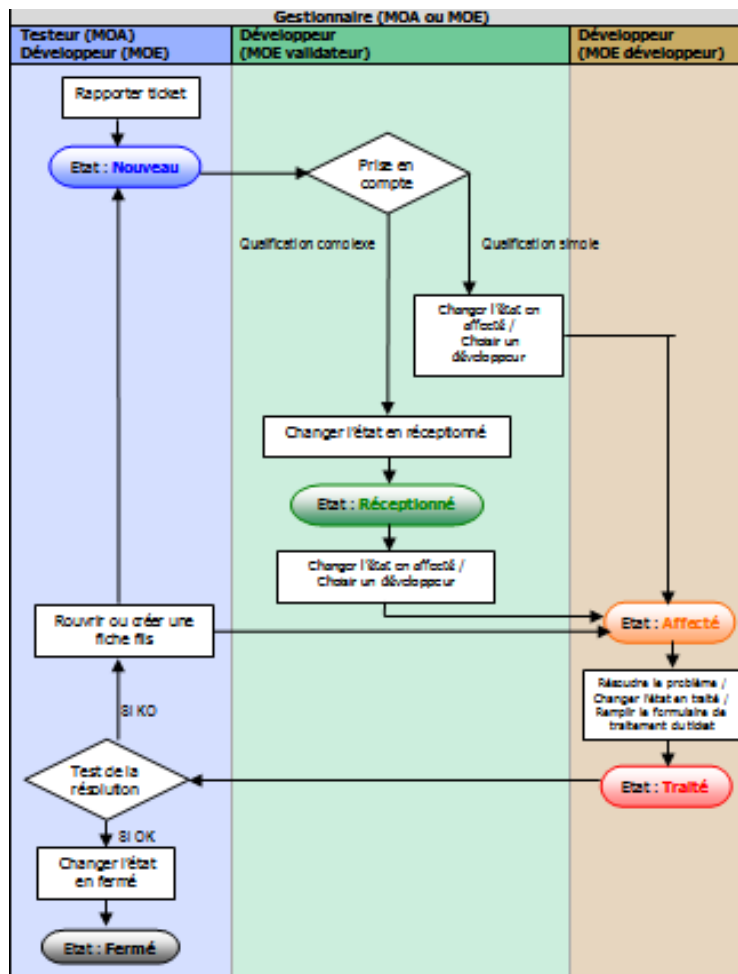 Gestionnaire (MOA ou MOE)
Testeur (MOA)
Développeur (MOE)
Développeur
(MOE validateur)
Développeur
(MOE développeur)
Rapporter ticket
Etat : Nouveau
Prise en
compte
Qualification complexe
Qualification simple
Changer l'état en
affecté /
Choisir un
développeur
Changer l'état en réceptionné
Etat : Réceptionné
Changer l'état en affecté /
Choisir un développeur
Rouvrir ou créer une
fiche fils
Etat : Affecté
Résoudre le problème /
Changer l'état en traité /
Remplir le formulaire de
traitement du ticket
SI KO
Test de la
résolution
Etat : Traité
SI OK
Changer l'état
en fermé
Etat : Fermé